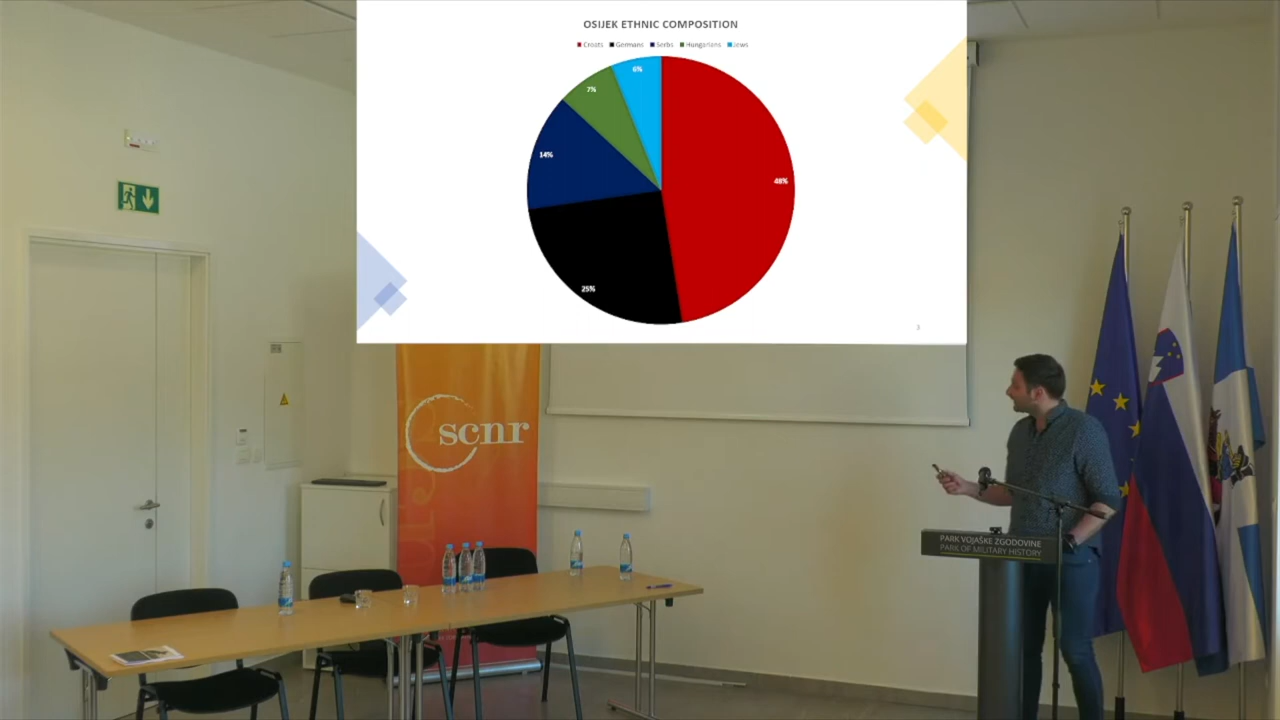 OSIJEK ETHNIC COMPOSITION
Croats Germans Serbs Hungarians Jews
6%
7%
14%
48%
25%
3
scnr
PARK VOJAŠKE ZGODOVINE
PARK OF MILITARY HISTORY